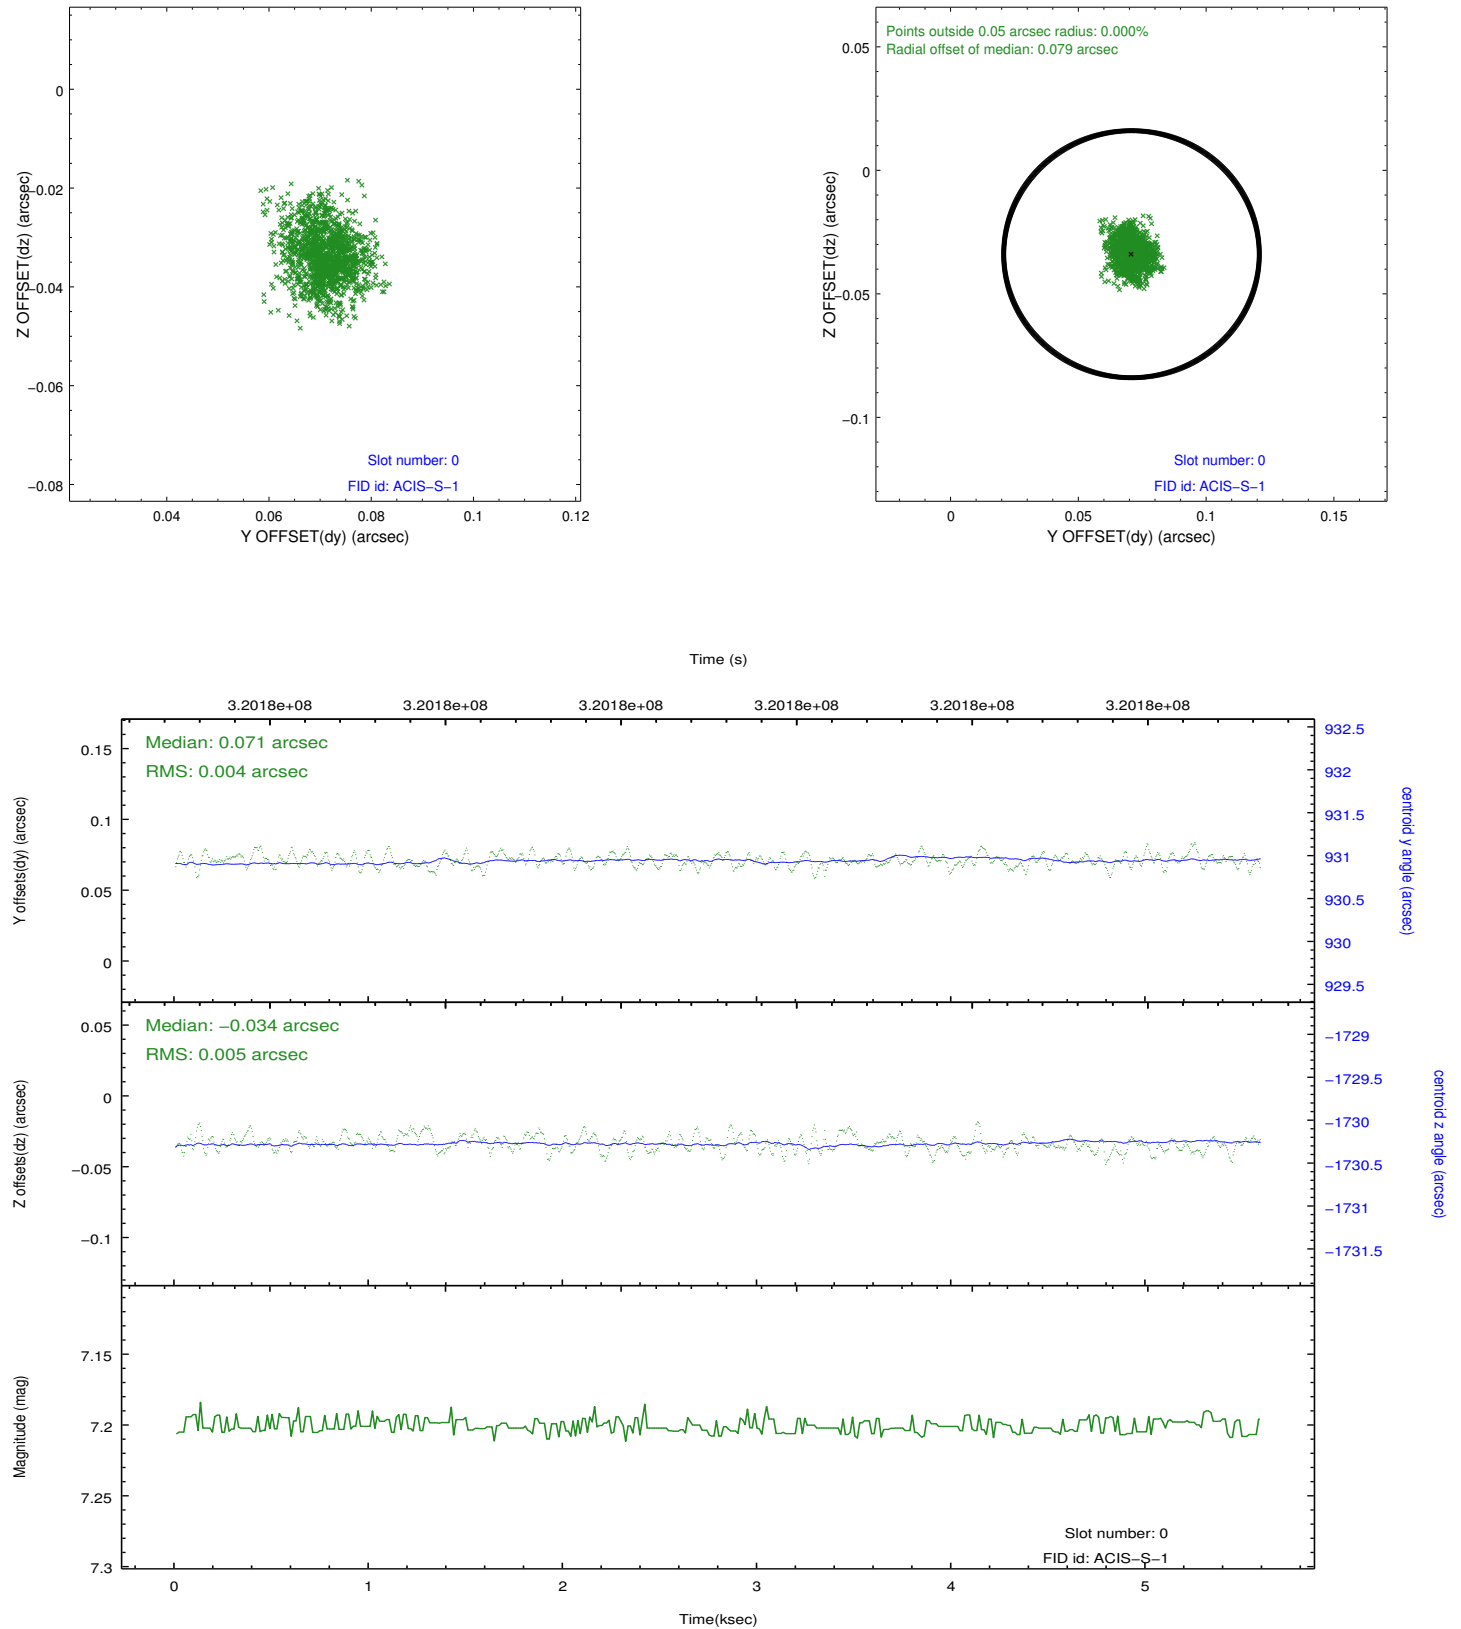 0
−0.02
−0.04
−0.06
−0.08
Z OFFSET(dz) (arcsec)
0.04 0.06 0.08 0.1 0.12
Y OFFSET(dy) (arcsec)
Slot number: 0
FID id: ACIS−S−1
Points outside 0.05 arcsec radius: 0.000%
Radial offset of median: 0.079 arcsec
0.05
0
−0.05
−0.1
Z OFFSET(dz) (arcsec)
Slot number: 0
FID id: ACIS−S−1
0 0.05 0.1 0.15
Y OFFSET(dy) (arcsec)
Time (s)
3.2018e+08 3.2018e+08 3.2018e+08 3.2018e+08 3.2018e+08 3.2018e+08
Median: 0.071 arcsec
RMS: 0.004 arcsec
0.15
0.1
0.05
0
Y offsets(dy) (arcsec)
932.5
932
931.5
931
930.5
930
929.5
centroid y angle (arcsec)
Median: −0.034 arcsec
RMS: 0.005 arcsec
0.05
0
−0.05
−0.1
Z offsets(dz) (arcsec)
−1729
−1729.5
−1730
−1730.5
−1731
−1731.5
centroid z angle (arcsec)
7.15
7.2
7.25
7.3
Magnitude (mag)
Slot number: 0
FID id: ACIS−S−1
0 1 2 3 4 5
Time(ksec)